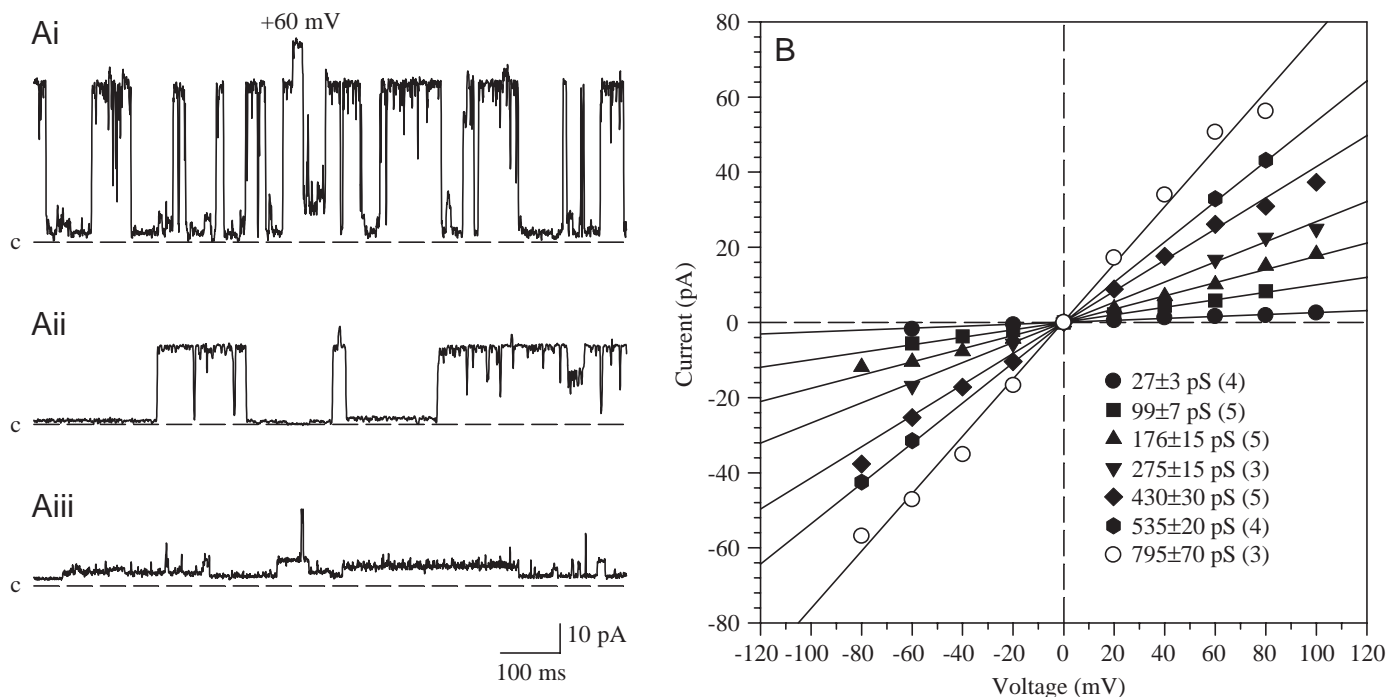 Ai
+60 mV
c
Aii
c
Aiii
c
10 pA
100 ms
B
80
60
40
20
0
-20
-40
-60
-80
Current (pA)
27±3 pS (4)
99±7 pS (5)
176±15 pS (5)
275±15 pS (3)
430±30 pS (5)
535±20 pS (4)
795±70 pS (3)
-120 -100 -80 -60 -40 -20 0 20 40 60 80 100 120
Voltage (mV)